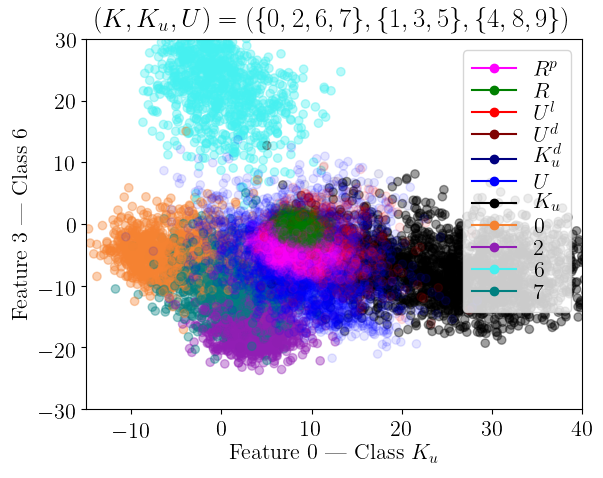 (K, K_u, U) = ({0, 2, 6, 7}, {1, 3, 5}, {4, 8, 9})
30
20
10
0
−10
−20
−30
Feature 3 — Class 6
R^p
R
U^l
U^d
K_u^d
U
K_u
0
2
6
7
−10
0
10
20
30
40
Feature 0 — Class K_u